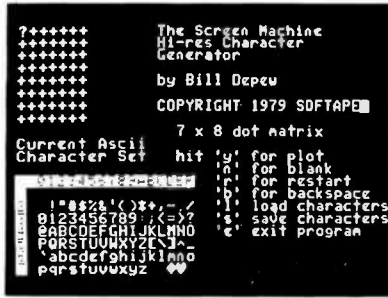 ?++++++
+++++++
+++++++
+++++++
+++++++
+++++++
+++++++
+++++++
The Screen Machine
Hi-res Character
Generator
by Bill Depew
COPYRIGHT 1979 SOFTAPE
7 x 8 dot matrix
Current Ascii
Character Set
hit 'y' for plot
'n' for blank
'r' for restart
'b' for backspace
'l' load characters
's' save characters
'e' exit program
!"#$%&'()*+,-./
0123456789:;<=>?
@ABCDEFGHIJKLMNO
PQRSTUVWXYZ[\]^_
`abcdefghijklmno
pqrstuvwxyz